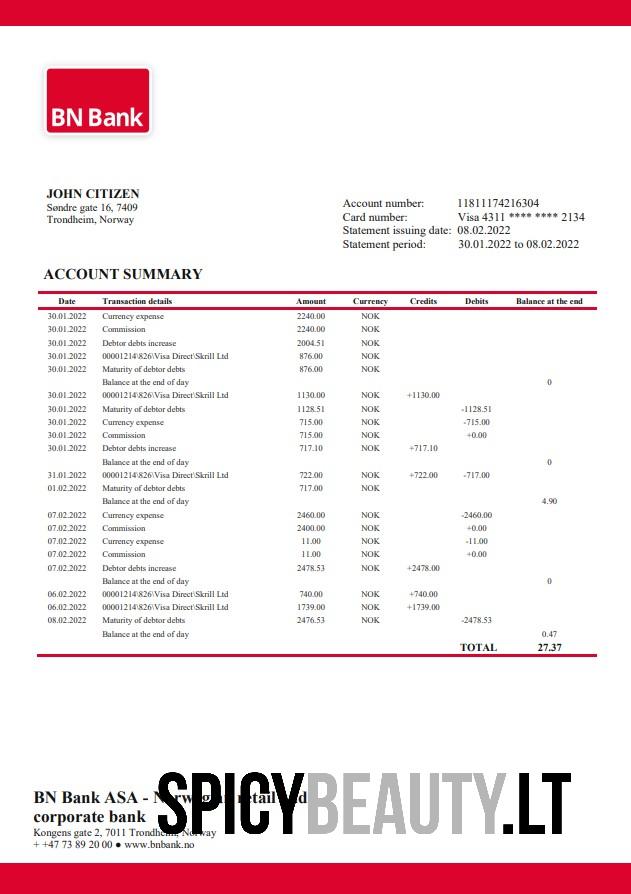 BN Bank
JOHN CITIZEN
Søndre gate 16, 7409
Trondheim, Norway
Account number: 11811174216304
Card number: Visa 4311 **** **** 2134
Statement issuing date: 08.02.2022
Statement period: 30.01.2022 to 08.02.2022
ACCOUNT SUMMARY
Date Transaction details Amount Currency Credits Debits Balance at the end
30.01.2022 Currency expense 2240.00 NOK
30.01.2022 Commission 2240.00 NOK
30.01.2022 Debtor debts increase 2004.51 NOK
30.01.2022 00001214\826\Visa Direct\Skrill Ltd 876.00 NOK
30.01.2022 Maturity of debtor debts 876.00 NOK
Balance at the end of day 0
30.01.2022 00001214\826\Visa Direct\Skrill Ltd 1130.00 NOK +1130.00
30.01.2022 Maturity of debtor debts 1128.51 NOK -1128.51
30.01.2022 Currency expense 715.00 NOK -715.00
30.01.2022 Commission 715.00 NOK +0.00
30.01.2022 Debtor debts increase 717.10 NOK +717.10
Balance at the end of day 0
31.01.2022 00001214\826\Visa Direct\Skrill Ltd 722.00 NOK +722.00 -717.00
01.02.2022 Maturity of debtor debts 717.00 NOK
Balance at the end of day 4.90
07.02.2022 Currency expense 2460.00 NOK -2460.00
07.02.2022 Commission 2400.00 NOK +0.00
07.02.2022 Currency expense 11.00 NOK -11.00
07.02.2022 Commission 11.00 NOK +0.00
07.02.2022 Debtor debts increase 2478.53 NOK +2478.00
Balance at the end of day 0
06.02.2022 00001214\826\Visa Direct\Skrill Ltd 740.00 NOK +740.00
06.02.2022 00001214\826\Visa Direct\Skrill Ltd 1739.00 NOK +1739.00
08.02.2022 Maturity of debtor debts 2476.53 NOK -2478.53
Balance at the end of day 0.47
TOTAL 27.37
SPICYBEAUTY.LT
BN Bank ASA - Norwegian retail and
corporate bank
Kongens gate 2, 7011 Trondheim, Norway
+ +47 73 89 20 00 ● www.bnbank.no